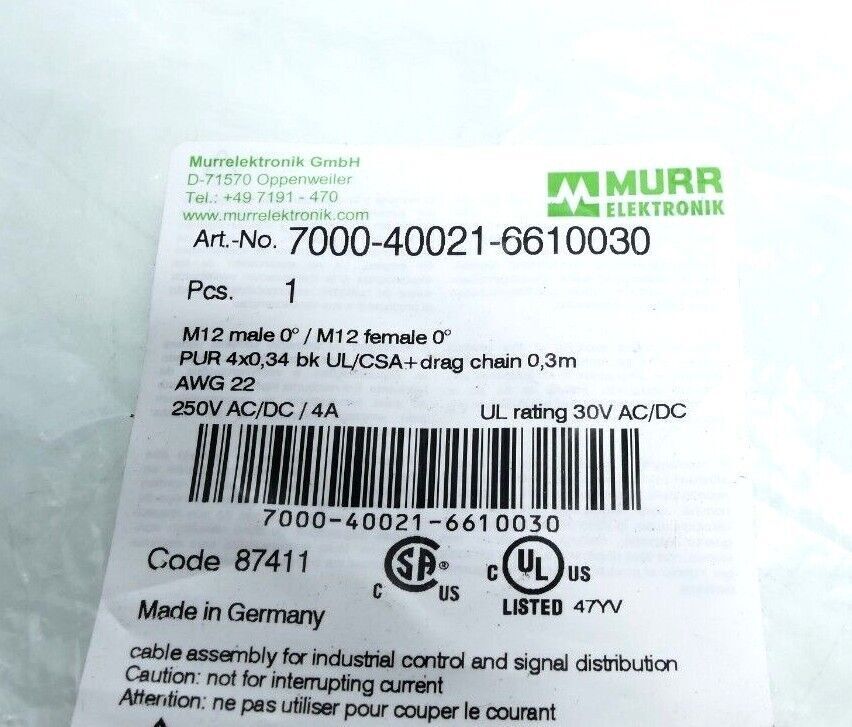 Murrelektronik GmbH
D-71570 Oppenweiler
Tel.: +49 7191 - 470
www.murrelektronik.com
MURR
ELEKTRONIK
Art.-No. 7000-40021-6610030
Pcs. 1
M12 male 0° / M12 female 0°
PUR 4x0,34 bk UL/CSA+drag chain 0,3m
AWG 22
250V AC/DC / 4A UL rating 30V AC/DC
7000-40021-6610030
Code 87411
C SA ® US
C UL US
LISTED 47YV
Made in Germany
cable assembly for industrial control and signal distribution
Caution: not for interrupting current
Attention: ne pas utiliser pour couper le courant